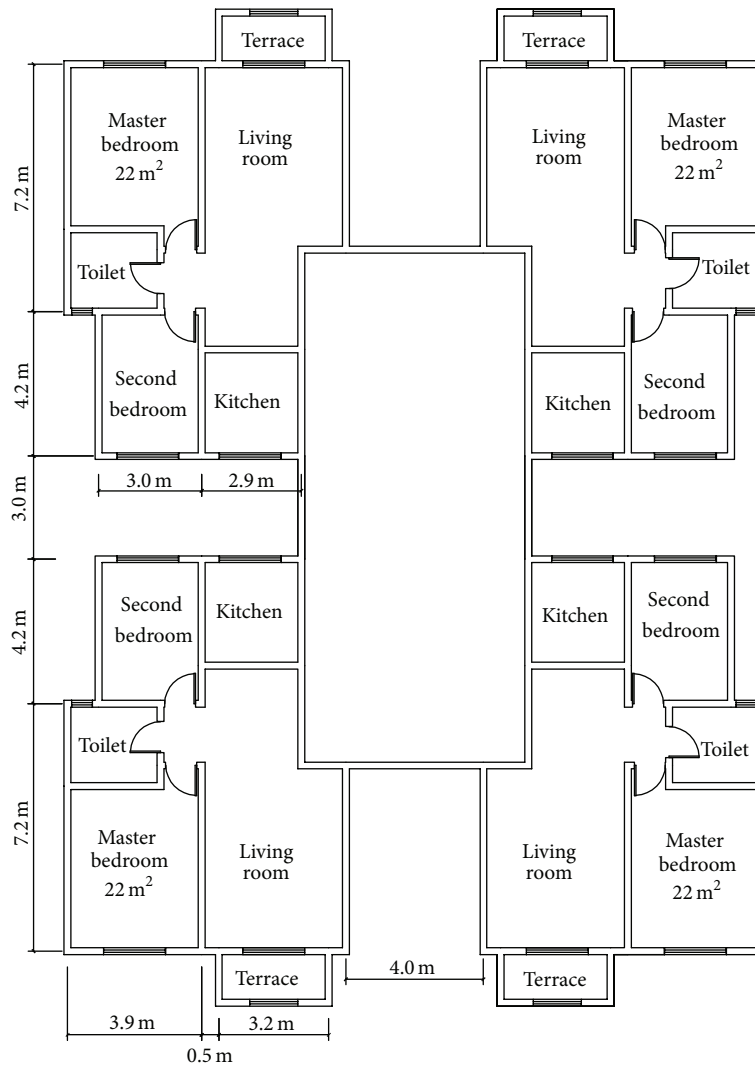 Terrace
Terrace
Master
bedroom
22 m²
Living
room
Living
room
Master
bedroom
22 m²
7.2 m
Toilet
Toilet
4.2 m
Second
bedroom
Kitchen
Kitchen
Second
bedroom
3.0 m
3.0 m
2.9 m
4.2 m
Second
bedroom
Kitchen
Kitchen
Second
bedroom
Toilet
Toilet
7.2 m
Master
bedroom
22 m²
Living
room
Living
room
Master
bedroom
22 m²
Terrace
4.0 m
Terrace
3.9 m
3.2 m
0.5 m